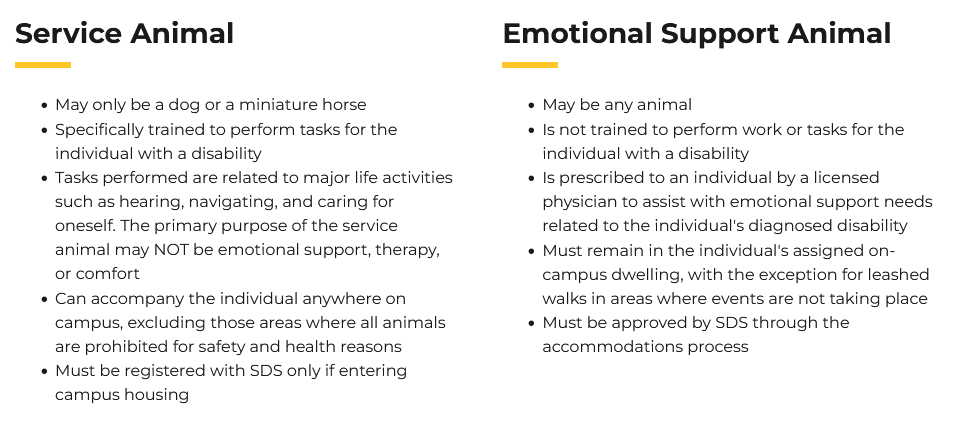 Service Animal
• May only be a dog or a miniature horse
• Specifically trained to perform tasks for the
individual with a disability
• Tasks performed are related to major life activities
such as hearing, navigating, and caring for
oneself. The primary purpose of the service
animal may NOT be emotional support, therapy,
or comfort
• Can accompany the individual anywhere on
campus, excluding those areas where all animals
are prohibited for safety and health reasons
• Must be registered with SDS only if entering
campus housing
Emotional Support Animal
• May be any animal
• Is not trained to perform work or tasks for the
individual with a disability
• Is prescribed to an individual by a licensed
physician to assist with emotional support needs
related to the individual's diagnosed disability
• Must remain in the individual's assigned on-
campus dwelling, with the exception for leashed
walks in areas where events are not taking place
• Must be approved by SDS through the
accommodations process